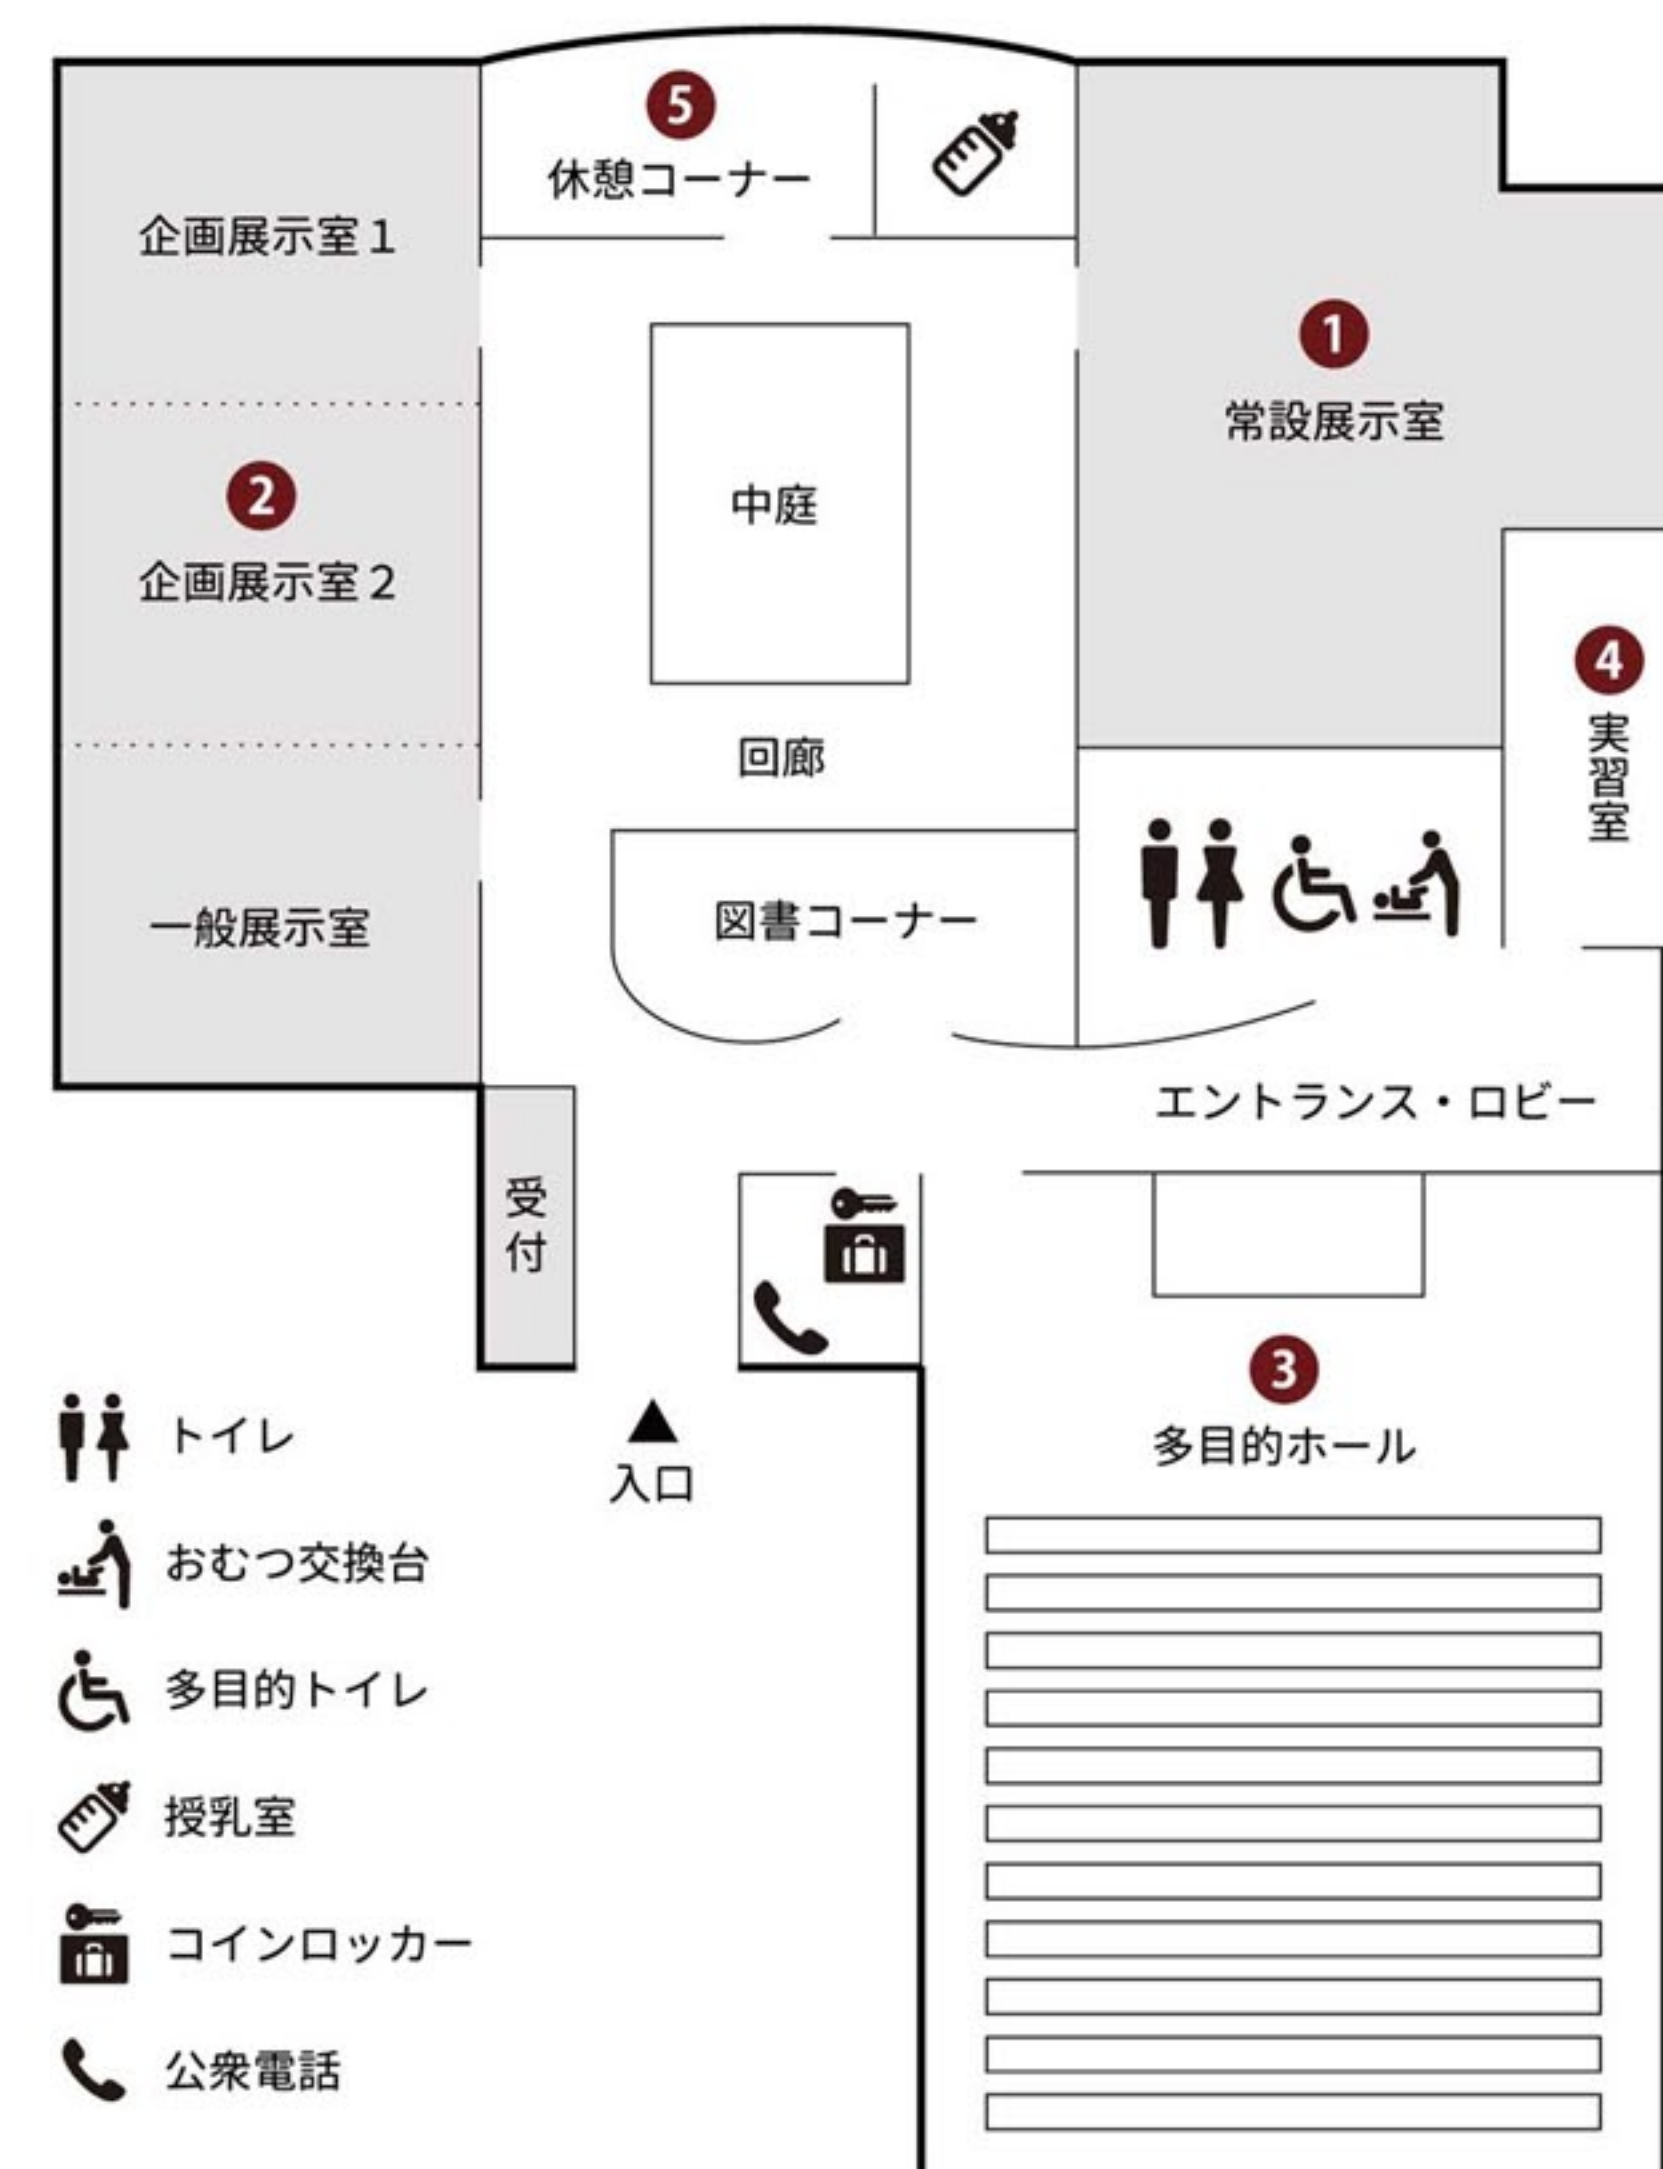 5
休憩コーナー
企画展示室1
1
常設展示室
中庭
2
企画展示室2
4
実習室
回廊
図書コーナー
一般展示室
エントランス・ロビー
受付
3
多目的ホール
入口
トイレ
おむつ交換台
多目的トイレ
授乳室
コインロッカー
公衆電話